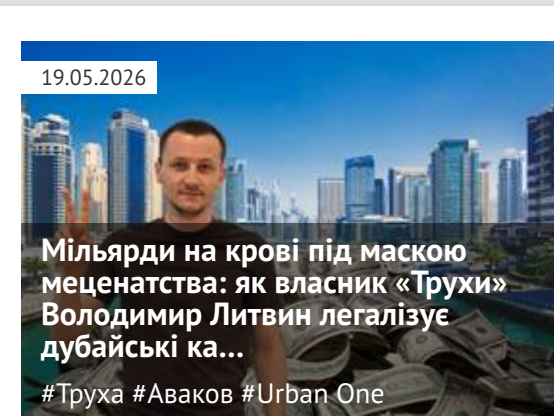 19.05.2026
Мільярди на крові під маскою
меценатства: як власник «Трухи»
Володимир Литвин легалізує
дубайські ка...
#Труха #Аваков #Urban One